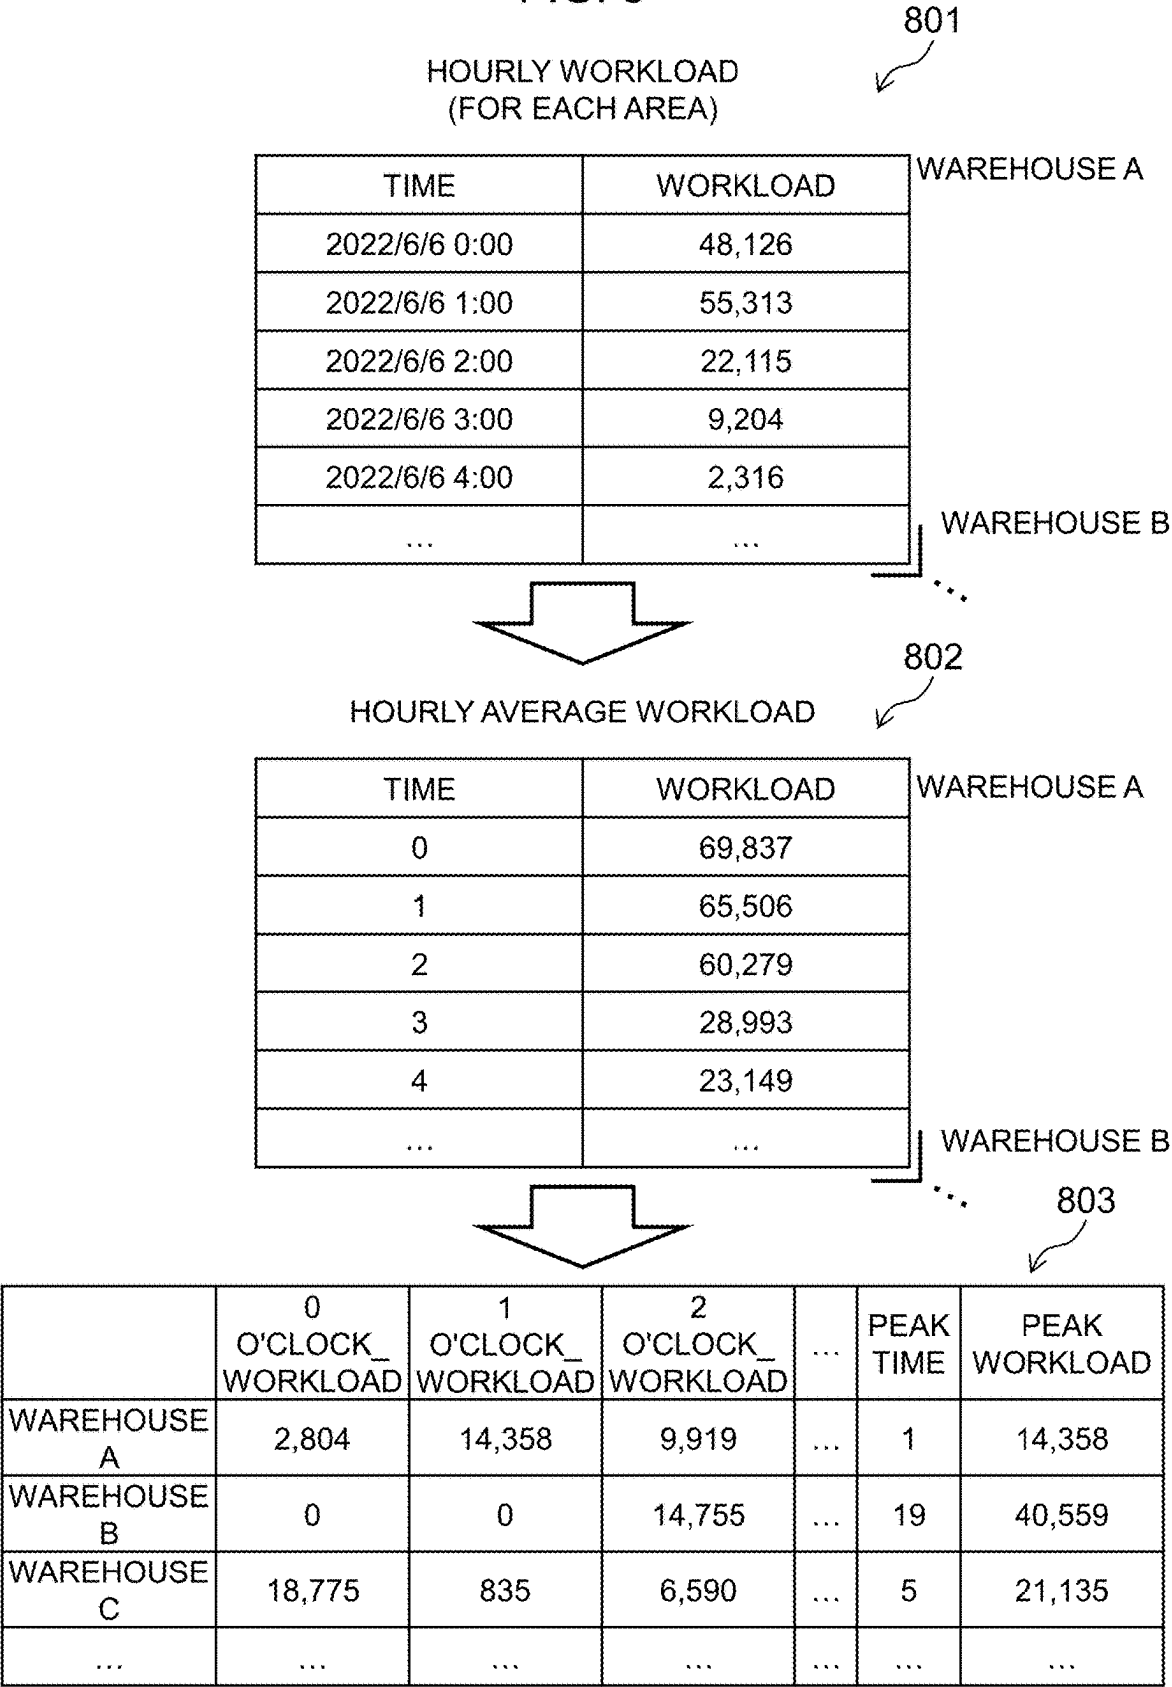 801
HOURLY WORKLOAD
(FOR EACH AREA)
WAREHOUSE A
TIME WORKLOAD
2022/6/6 0:00 48,126
2022/6/6 1:00 55,313
2022/6/6 2:00 22,115
2022/6/6 3:00 9,204
2022/6/6 4:00 2,316
... ...
WAREHOUSE B
802
HOURLY AVERAGE WORKLOAD
WAREHOUSE A
TIME WORKLOAD
0 69,837
1 65,506
2 60,279
3 28,993
4 23,149
... ...
WAREHOUSE B
803
0 O'CLOCK_ WORKLOAD 1 O'CLOCK_ WORKLOAD 2 O'CLOCK_ WORKLOAD ... PEAK TIME PEAK WORKLOAD
WAREHOUSE A 2,804 14,358 9,919 ... 1 14,358
WAREHOUSE B 0 0 14,755 ... 19 40,559
WAREHOUSE C 18,775 835 6,590 ... 5 21,135
... ... ... ... ... ... ...